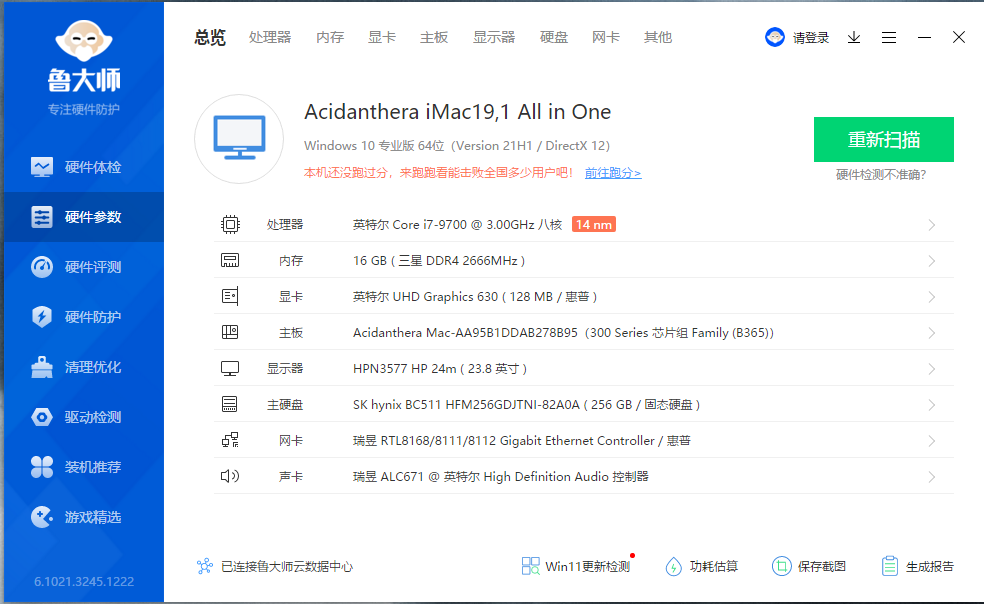 总览 处理器 内存 显卡 主板 显示器 硬盘 网卡 其他 请登录
鲁大师
专注硬件防护
硬件体检
硬件参数
硬件评测
硬件防护
清理优化
驱动检测
装机推荐
游戏精选
6.1021.3245.1222
Acidanthera iMac19,1 All in One
Windows 10 专业版 64位（Version 21H1 / DirectX 12）
本机还没跑过分，来跑跑看能击败全国多少用户吧！ 前往跑分>
重新扫描
硬件检测不准确?
处理器 英特尔 Core i7-9700 @ 3.00GHz 八核 14 nm
内存 16 GB ( 三星 DDR4 2666MHz )
显卡 英特尔 UHD Graphics 630 ( 128 MB / 惠普 )
主板 Acidanthera Mac-AA95B1DDAB278B95（300 Series 芯片组 Family (B365)）
显示器 HPN3577 HP 24m ( 23.8 英寸 )
主硬盘 SK hynix BC511 HFM256GDJTNI-82A0A ( 256 GB / 固态硬盘 )
网卡 瑞昱 RTL8168/8111/8112 Gigabit Ethernet Controller / 惠普
声卡 瑞昱 ALC671 @ 英特尔 High Definition Audio 控制器
已连接鲁大师云数据中心 Win11更新检测 功耗估算 保存截图 生成报告